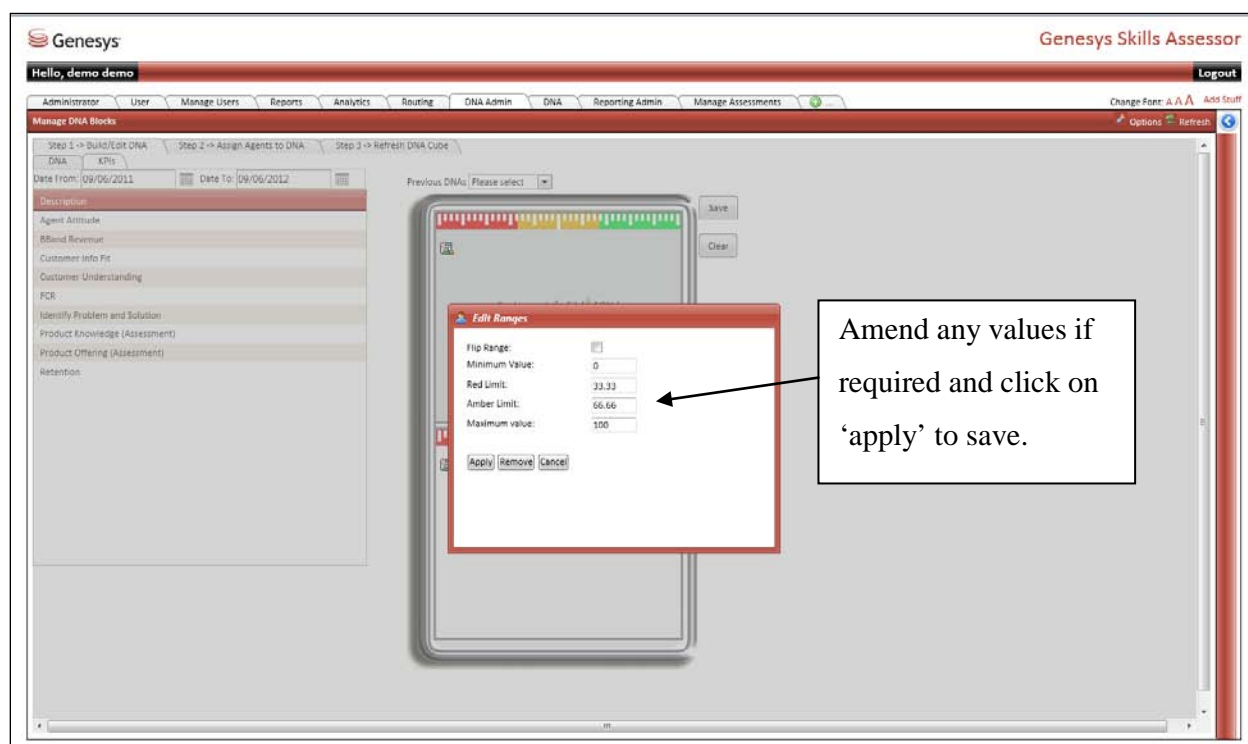 Genesys
Genesys Skills Assessor
Hello, demo demo
Logout
Administrator User Manage Users Reports Analytics Routing DNA Admin DNA Reporting Admin Manage Assessments ...
Change Font: A A A Add Stuff
Manage DNA Blocks
Options Refresh
Step 1 -> Build/Edit DNA Step 2 -> Assign Agents to DNA Step 3 -> Refresh DNA Cube
DNA KPIs
Date From: 09/06/2011 Date To: 09/06/2012
Previous DNAs Please select
Description
Agent Attitude
BBand Revenue
Customer Info Fit
Customer Understanding
FCR
Identify Problem and Solution
Product Knowledge (Assessment)
Product Offering (Assessment)
Retention
Save
Clear
Edit Ranges
Flip Range:
Minimum Value: 0
Red Limit: 33.33
Amber Limit: 66.66
Maximum value: 100
Apply Remove Cancel
Amend any values if
required and click on
‘apply’ to save.